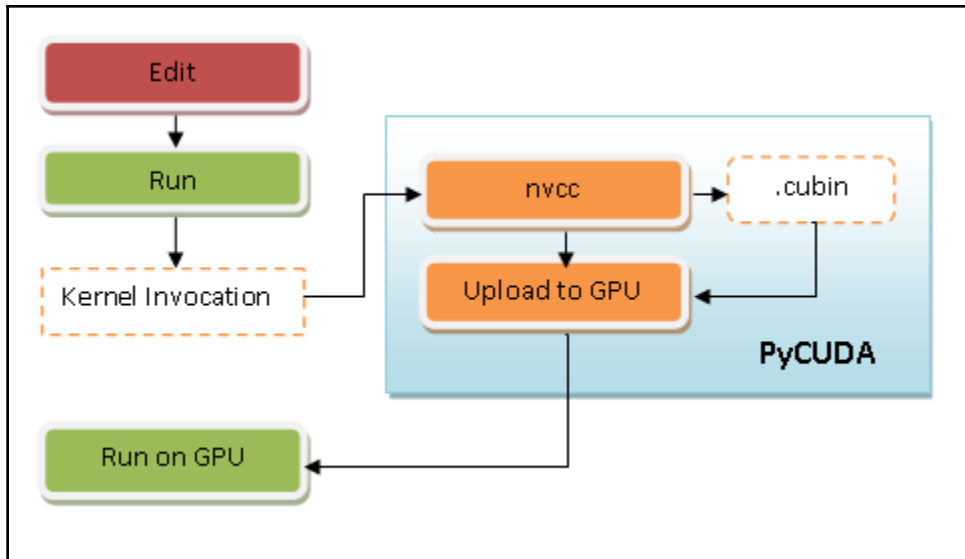 Edit
Run
Kernel Invocation
nvcc
.cubin
Upload to GPU
PyCUDA
Run on GPU